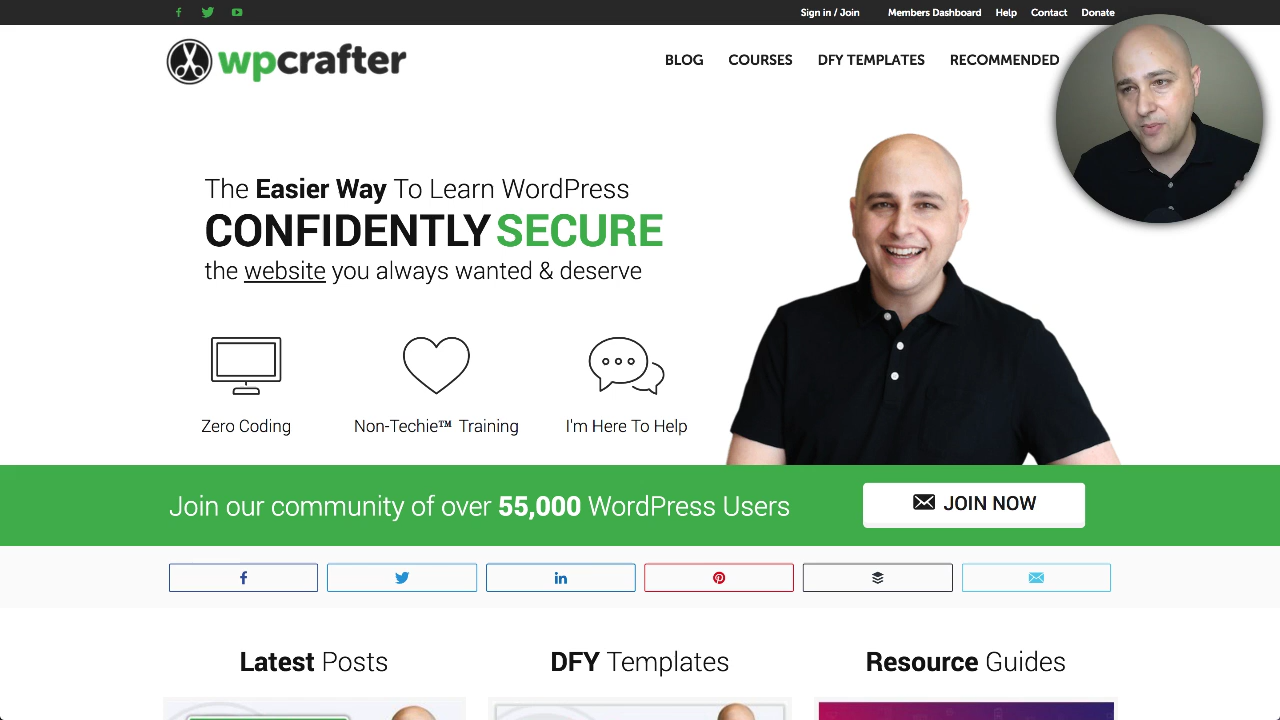 Sign in / Join Members Dashboard Help Contact Donate
wpcrafter
BLOG COURSES DFY TEMPLATES RECOMMENDED
The Easier Way To Learn WordPress
CONFIDENTLY SECURE
the website you always wanted & deserve
Zero Coding Non-Techie™ Training I'm Here To Help
Join our community of over 55,000 WordPress Users JOIN NOW
Latest Posts DFY Templates Resource Guides